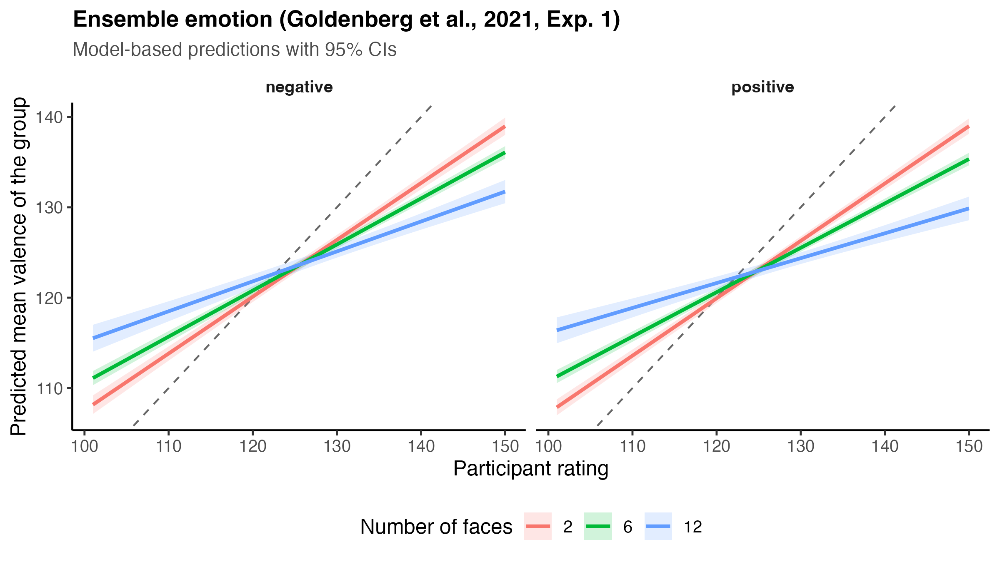 Ensemble emotion (Goldenberg et al., 2021, Exp. 1)
Model-based predictions with 95% CIs
negative
positive
Predicted mean valence of the group
140
130
120
110
100 110 120 130 140 150
100 110 120 130 140 150
Participant rating
Number of faces 2 6 12